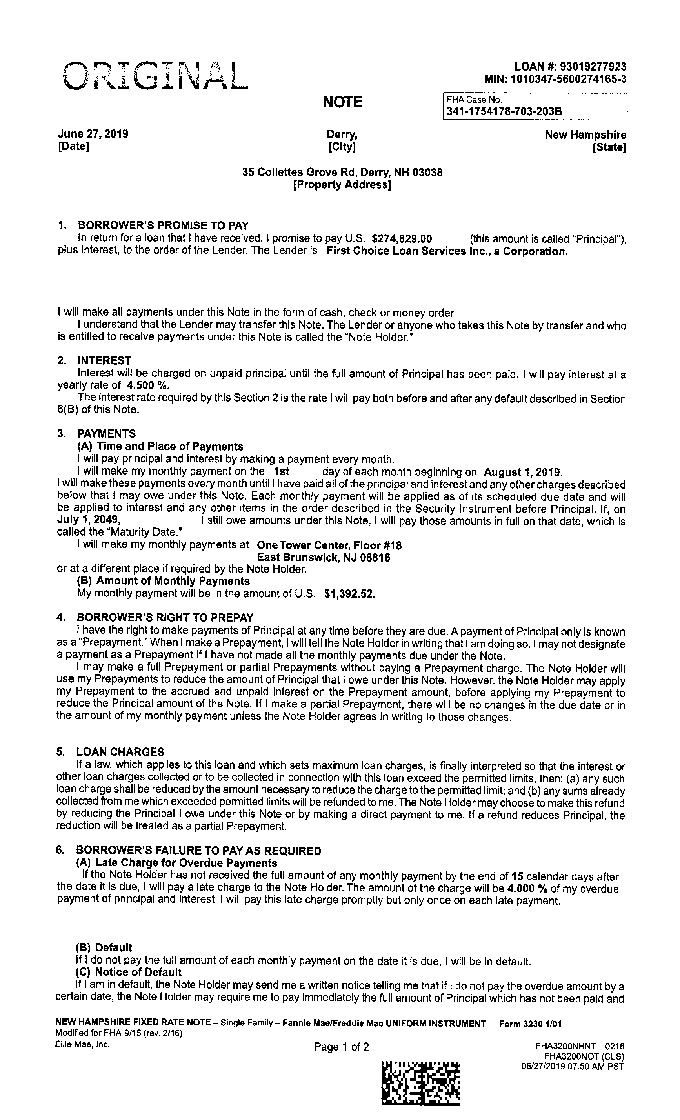 ORIGINAL
LOAN #: 93019277923
MIN: 1010347-5600274165-3
NOTE
FHA Case No.
341-1754178-703-203B
June 27, 2019 Derry, New Hampshire
[Date] [City] [State]
35 Collettes Grove Rd, Derry, NH 03038
[Property Address]
1. BORROWER'S PROMISE TO PAY
In return for a loan that I have received, I promise to pay U.S. $274,829.00 (this amount is called "Principal"),
plus interest, to the order of the Lender. The Lender is First Choice Loan Services Inc., a Corporation.
I will make all payments under this Note in the form of cash, check or money order
I understand that the Lender may transfer this Note. The Lender or anyone who takes this Note by transfer and who
is entitled to receive payments under this Note is called the "Note Holder."
2. INTEREST
Interest will be charged on unpaid principal until the full amount of Principal has been paid. I will pay interest at a
yearly rate of 4.500 %.
The interest rate required by this Section 2 is the rate I will pay both before and after any default described in Section
6(B) of this Note.
3. PAYMENTS
(A) Time and Place of Payments
I will pay principal and interest by making a payment every month.
I will make my monthly payment on the 1st day of each month beginning on August 1, 2019.
I will make these payments every month until I have paid all of the principal and interest and any other charges described
below that I may owe under this Note. Each monthly payment will be applied as of its scheduled due date and will
be applied to interest and any other items in the order described in the Security Instrument before Principal. If, on
July 1, 2049, I still owe amounts under this Note, I will pay those amounts in full on that date, which is
called the "Maturity Date."
I will make my monthly payments at One Tower Center, Floor #18
East Brunswick, NJ 08816
or at a different place if required by the Note Holder.
(B) Amount of Monthly Payments
My monthly payment will be in the amount of U.S. $1,392.52.
4. BORROWER'S RIGHT TO PREPAY
I have the right to make payments of Principal at any time before they are due. A payment of Principal only is known
as a "Prepayment." When I make a Prepayment, I will tell the Note Holder in writing that I am doing so. I may not designate
a payment as a Prepayment if I have not made all the monthly payments due under the Note.
I may make a full Prepayment or partial Prepayments without paying a Prepayment charge. The Note Holder will
use my Prepayments to reduce the amount of Principal that I owe under this Note. However, the Note Holder may apply
my Prepayment to the accrued and unpaid interest on the Prepayment amount, before applying my Prepayment to
reduce the Principal amount of the Note. If I make a partial Prepayment, there will be no changes in the due date or in
the amount of my monthly payment unless the Note Holder agrees in writing to those changes.
5. LOAN CHARGES
If a law, which applies to this loan and which sets maximum loan charges, is finally interpreted so that the interest or
other loan charges collected or to be collected in connection with this loan exceed the permitted limits, then: (a) any such
loan charge shall be reduced by the amount necessary to reduce the charge to the permitted limit; and (b) any sums already
collected from me which exceeded permitted limits will be refunded to me. The Note Holder may choose to make this refund
by reducing the Principal I owe under this Note or by making a direct payment to me. If a refund reduces Principal, the
reduction will be treated as a partial Prepayment.
6. BORROWER'S FAILURE TO PAY AS REQUIRED
(A) Late Charge for Overdue Payments
If the Note Holder has not received the full amount of any monthly payment by the end of 15 calendar days after
the date it is due, I will pay a late charge to the Note Holder. The amount of the charge will be 4.000 % of my overdue
payment of principal and interest. I will pay this late charge promptly but only once on each late payment.
(B) Default
If I do not pay the full amount of each monthly payment on the date it is due, I will be in default.
(C) Notice of Default
If I am in default, the Note Holder may send me a written notice telling me that if I do not pay the overdue amount by a
certain date, the Note Holder may require me to pay immediately the full amount of Principal which has not been paid and
NEW HAMPSHIRE FIXED RATE NOTE – Single Family – Fannie Mae/Freddie Mac UNIFORM INSTRUMENT Form 3230 1/01
Modified for FHA 9/15 (rev. 2/16)
Ellie Mae, Inc. Page 1 of 2 FHA3200NHNT 0216
FHA3200NOT (CLS)
06/27/2019 07:50 AM PST